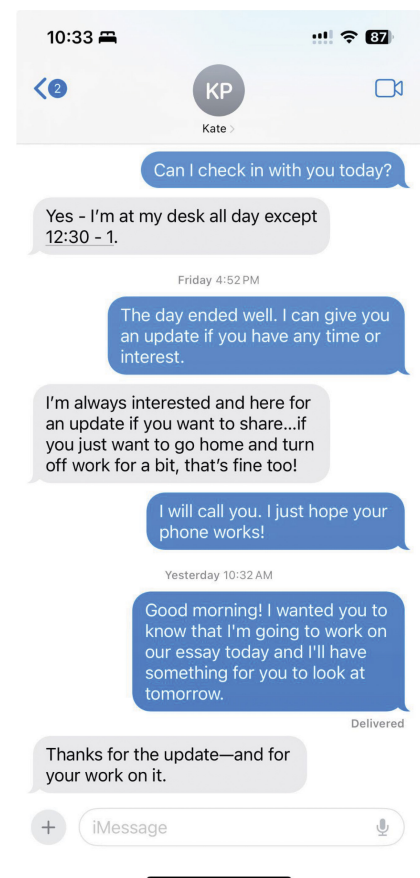 10:33
87
2
KP
Kate
Can I check in with you today?
Yes - I'm at my desk all day except
12:30 - 1.
Friday 4:52 PM
The day ended well. I can give you
an update if you have any time or
interest.
I'm always interested and here for
an update if you want to share...if
you just want to go home and turn
off work for a bit, that's fine too!
I will call you. I just hope your
phone works!
Yesterday 10:32 AM
Good morning! I wanted you to
know that I'm going to work on
our essay today and I'll have
something for you to look at
tomorrow.
Delivered
Thanks for the update—and for
your work on it.
iMessage